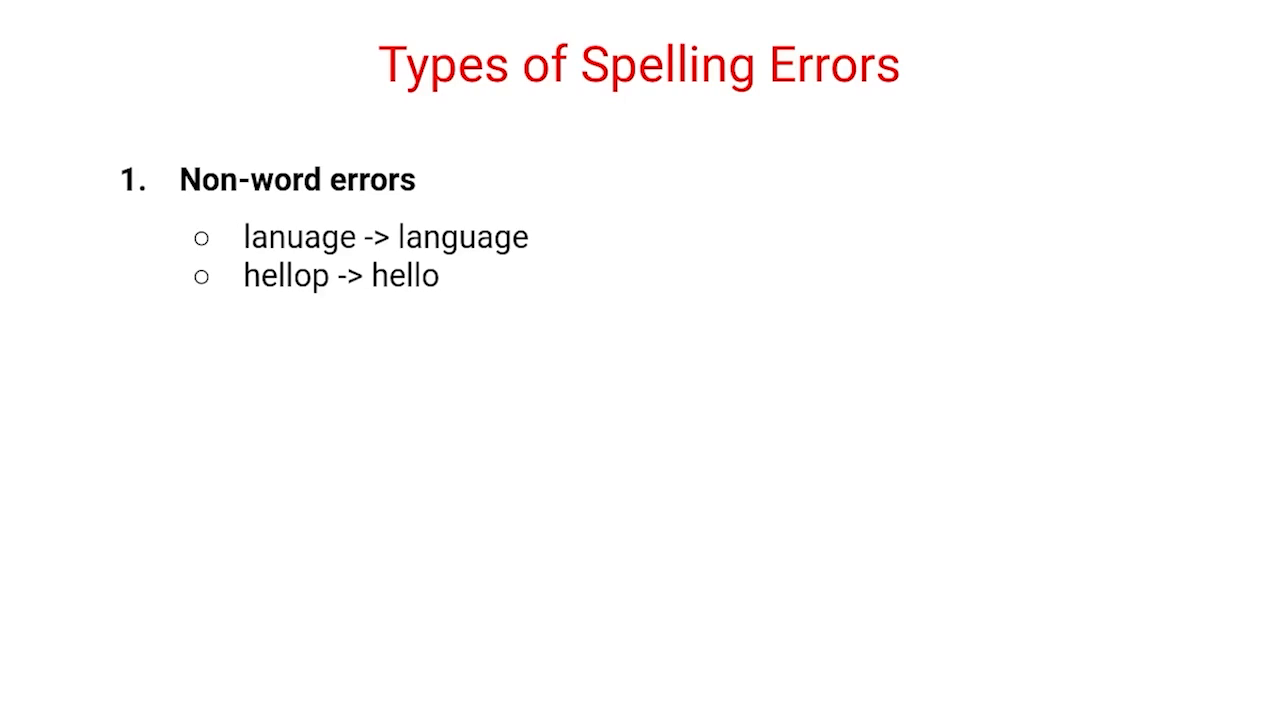 Types of Spelling Errors
1. Non-word errors
○ lanuage -> language
○ hellop -> hello